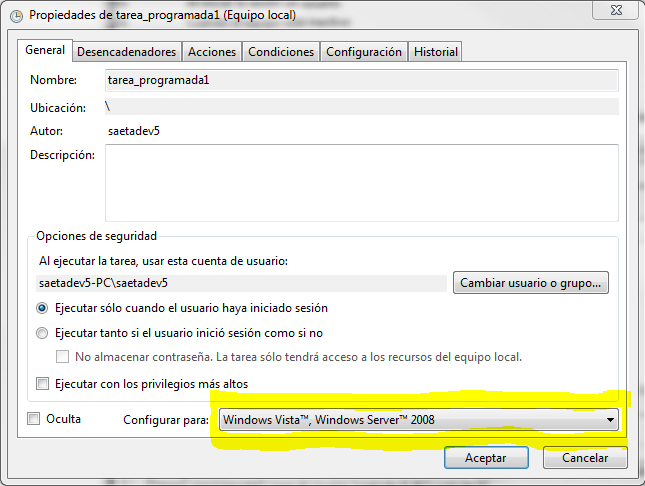 Propiedades de tarea_programada1 (Equipo local)
General Desencadenadores Acciones Condiciones Configuración Historial
Nombre: tarea_programada1
Ubicación: \
Autor: saetadev5
Descripción:
Opciones de seguridad
Al ejecutar la tarea, usar esta cuenta de usuario:
saetadev5-PC\saetadev5 Cambiar usuario o grupo...
Ejecutar sólo cuando el usuario haya iniciado sesión
Ejecutar tanto si el usuario inició sesión como si no
No almacenar contraseña. La tarea sólo tendrá acceso a los recursos del equipo local.
Ejecutar con los privilegios más altos
Oculta Configurar para: Windows Vista™, Windows Server™ 2008
Aceptar Cancelar